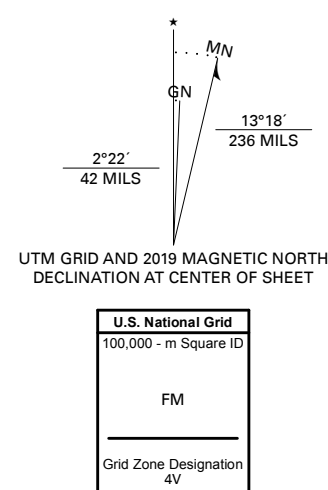 ★
MN
GN
13°18´
236 MILS
2°22´
42 MILS
UTM GRID AND 2019 MAGNETIC NORTH
DECLINATION AT CENTER OF SHEET
U.S. National Grid
100,000 - m Square ID
FM
Grid Zone Designation
4V